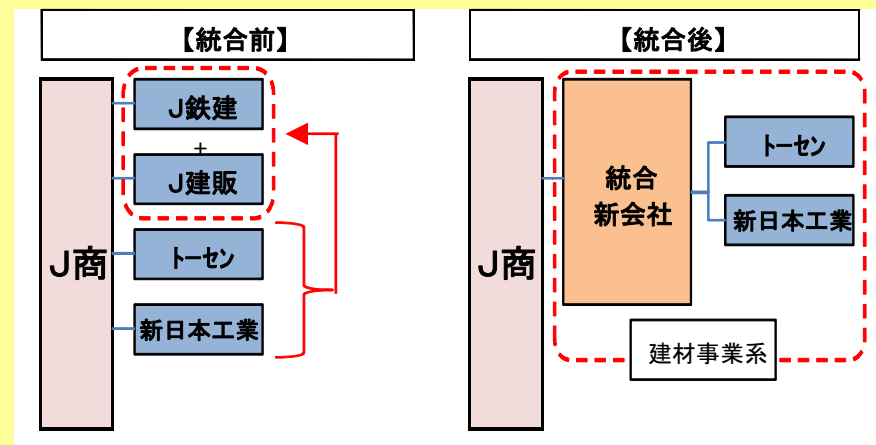 【統合前】
J商
J鉄建
+
J建販
トーセン
新日本工業
【統合後】
J商
統合
新会社
トーセン
新日本工業
建材事業系